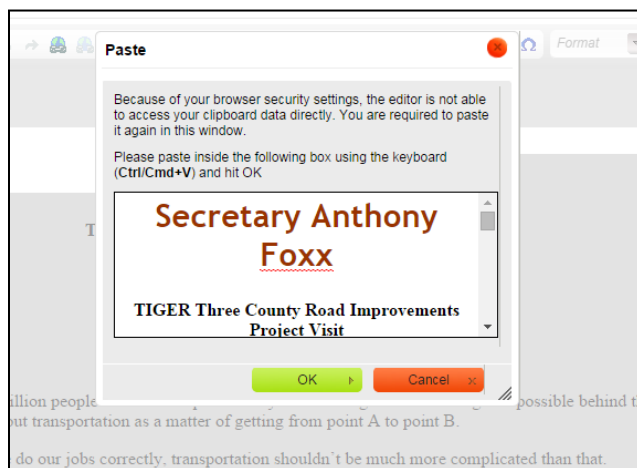 Format
Paste
Because of your browser security settings, the editor is not able
to access your clipboard data directly. You are required to paste
it again in this window.
Please paste inside the following box using the keyboard
(Ctrl/Cmd+V) and hit OK
T
Secretary Anthony
Foxx
TIGER Three County Road Improvements
Project Visit
OK
Cancel
illion people
possible behind t
out transportation as a matter of getting from point A to point B.
do our jobs correctly, transportation shouldn`t be much more complicated than that.